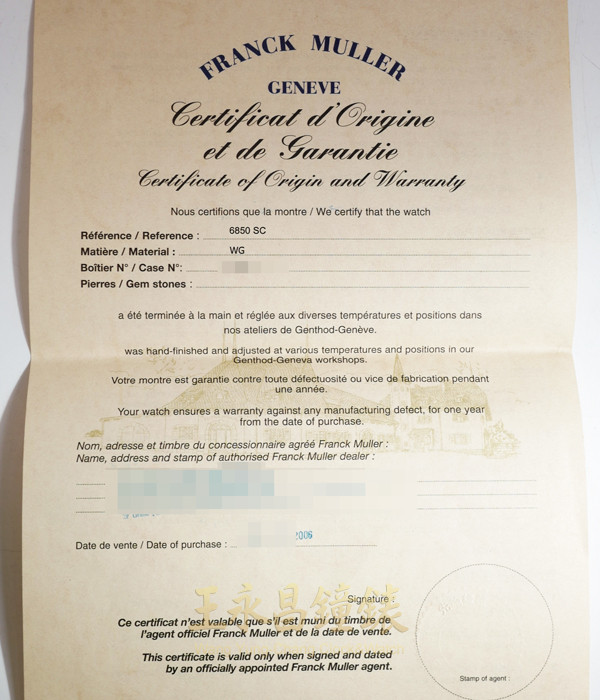 FRANCK MULLER
GENEVE
Certificat d'Origine
et de Garantie
Certificate of Origin and Warranty
Nous certifions que la montre / We certify that the watch
Référence / Reference : 6850 SC
Matière / Material : WG
Boîtier N° / Case N°:
Pierres / Gem stones :
a été terminée à la main et réglée aux diverses températures et positions dans
nos ateliers de Genthod-Genève.
was hand-finished and adjusted at various temperatures and positions in our
Genthod-Geneva workshops.
Votre montre est garantie contre toute défectuosité ou vice de fabrication pendant
une année.
Your watch ensures a warranty against any manufacturing defect, for one year
from the date of purchase.
Nom, adresse et timbre du concessionnaire agréé Franck Muller :
Name, address and stamp of authorised Franck Muller dealer :
Date de vente / Date of purchase : 2006
Signature :
王永昌鐘錶
Ce certificat n'est valable que s'il est muni du timbre de
l'agent officiel Franck Muller et de la date de vente.
This certificate is valid only when signed and dated
by an officially appointed Franck Muller agent.
Stamp of agent :